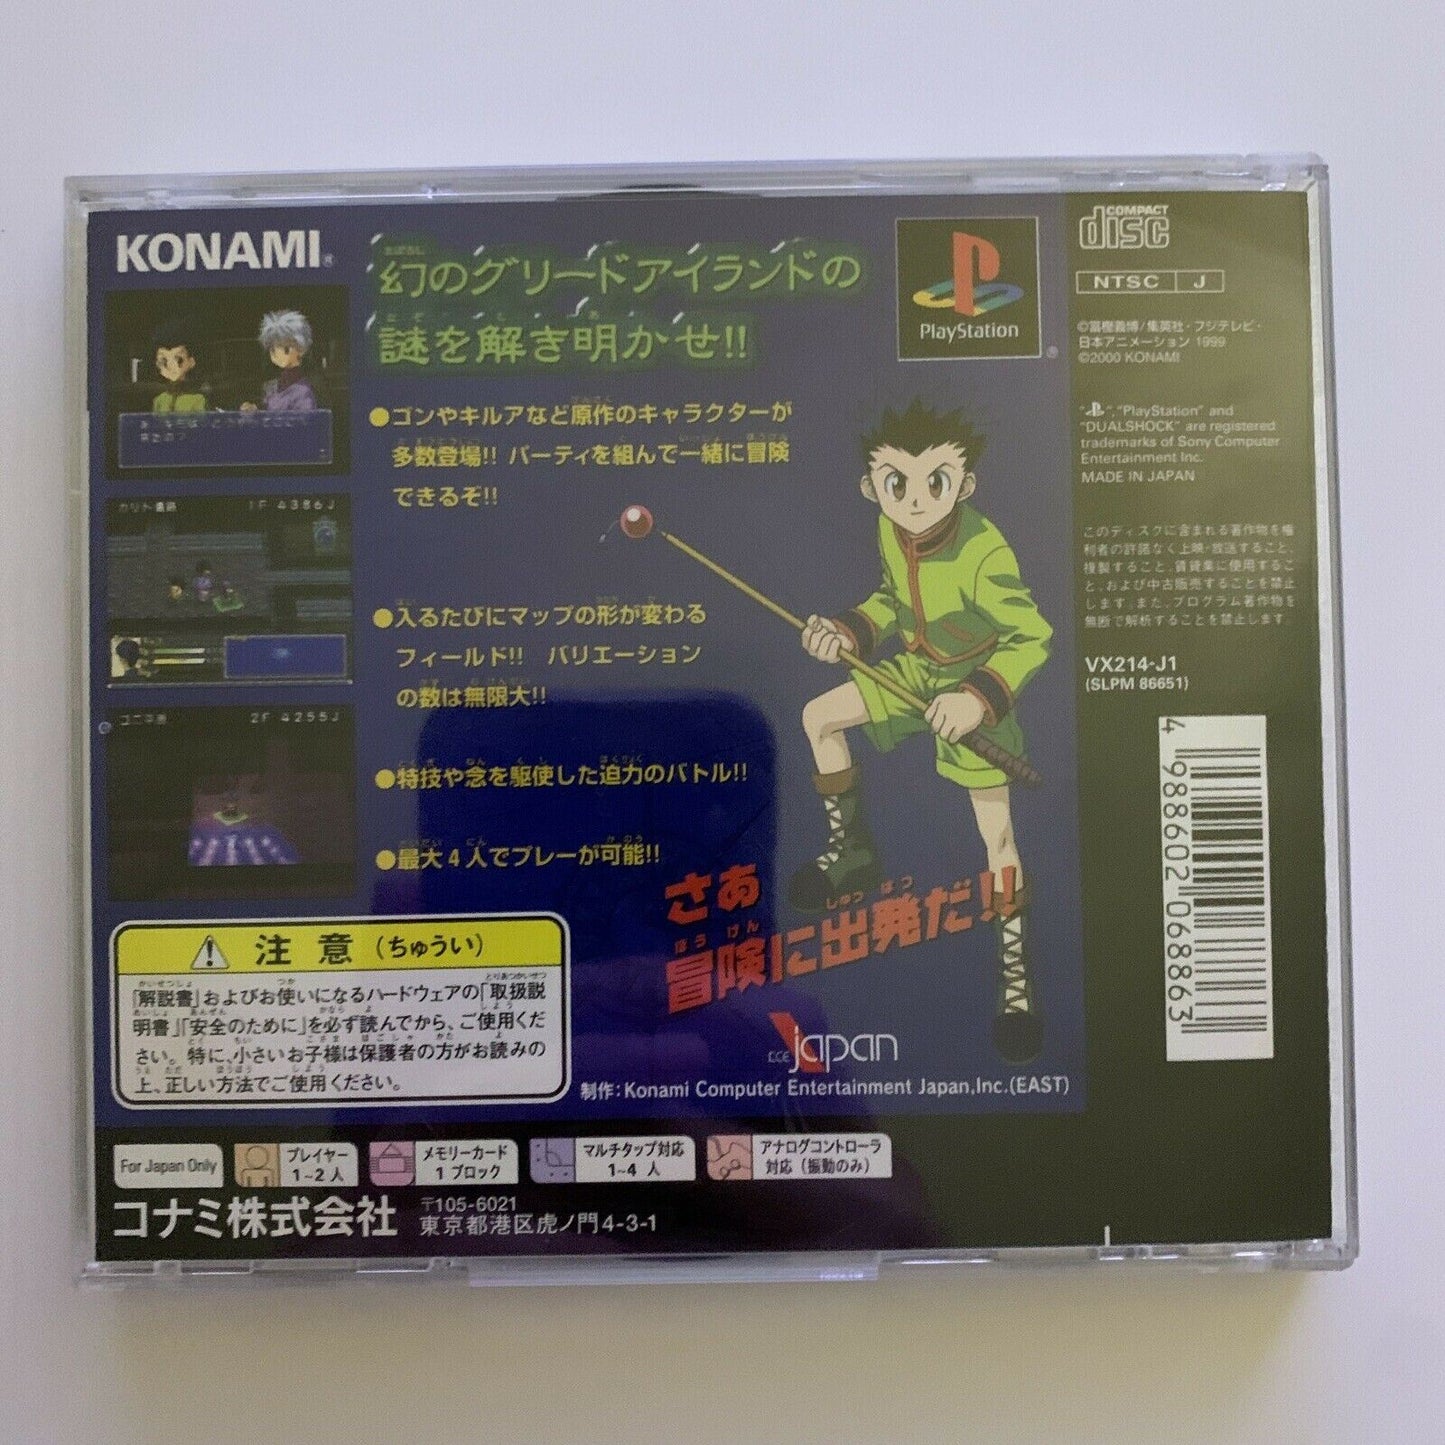 KONAMI
幻のグリードアイランドの
謎を解き明かせ!!
●ゴンやキルアなど原作のキャラクターが
多数登場!! パーティを組んで一緒に冒険
できるぞ!!
●入るたびにマップの形が変わる
フィールド!! バリエーション
の数は無限大!!
●特技や念を駆使した迫力のバトル!!
●最大4人でプレーが可能!!
さあ
冒険に出発だ!!
1F 4386J
2F 4255J
PlayStation
COMPACT
disc
NTSC J
©冨樫義博/集英社・フジテレビ・
日本アニメーション 1999
©2000 KONAMI
"PlayStation" and
"DUALSHOCK" are registered
trademarks of Sony Computer
Entertainment Inc.
MADE IN JAPAN
このディスクに含まれる著作物を権
利者の許諾なく上映・放送すること、
複製すること、賃貸業に使用するこ
と、および中古販売することを禁止
します。また、プログラム著作物を
無断で解析することを禁止します。
VX214-J1
(SLPM 86651)
4 988602 068863
注意(ちゅうい)
「解説書」およびお使いになるハードウェアの「取扱説
明書」「安全のために」を必ず読んでから、ご使用くだ
さい。特に、小さいお子様は保護者の方がお読みの
上、正しい方法でご使用ください。
KCE japan
制作:Konami Computer Entertainment Japan,Inc.(EAST)
For Japan Only
プレイヤー
1~2人
メモリーカード
1ブロック
マルチタップ対応
1~4 人
アナログコントローラ
対応(振動のみ)
コナミ株式会社
〒105-6021
東京都港区虎ノ門4-3-1